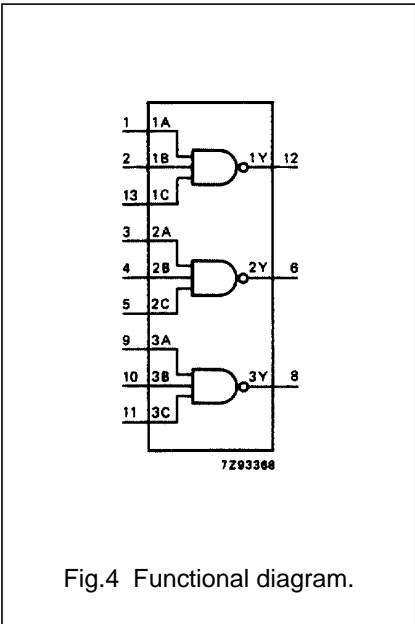 1 1A
2 1B 1Y 12
13 1C
3 2A
4 2B 2Y 6
5 2C
9 3A
10 3B 3Y 8
11 3C
7Z93368
Fig.4 Functional diagram.